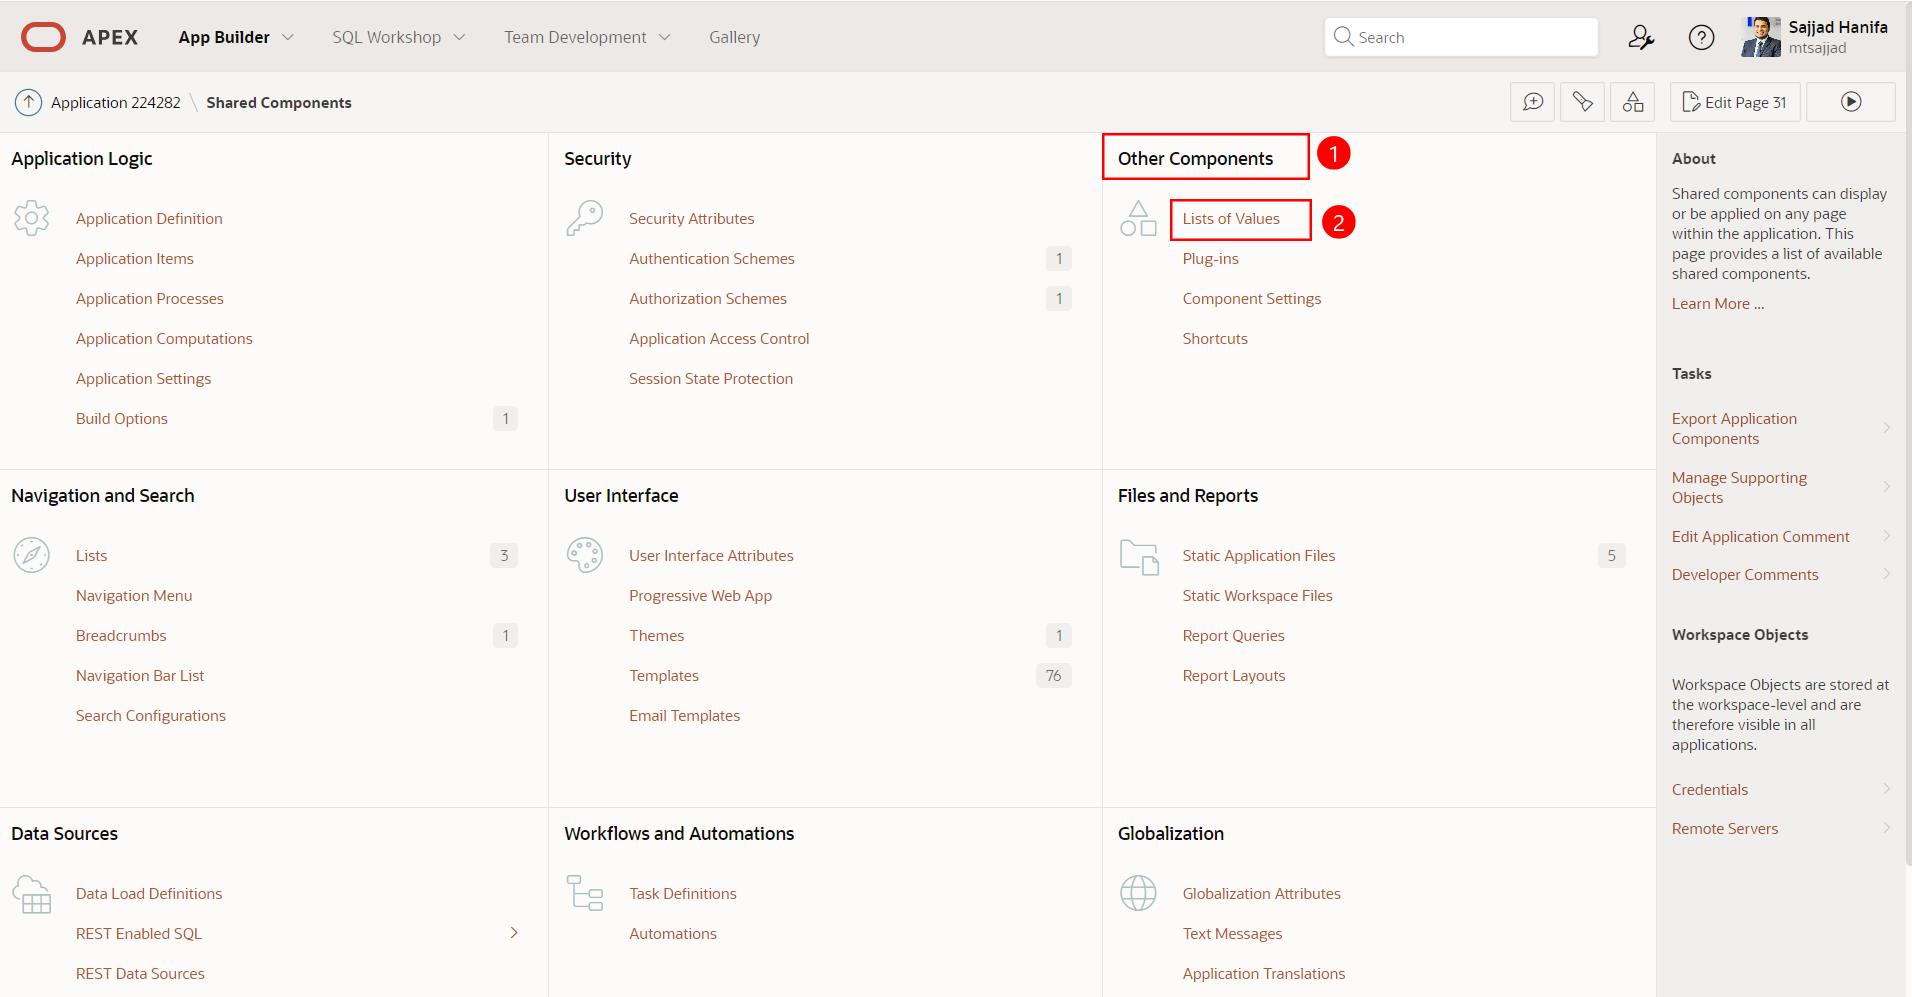 APEX App Builder SQL Workshop Team Development Gallery Search Sajjad Hanifa
mtsajjad
Application 224282 \ Shared Components Edit Page 31
Application Logic
Application Definition
Application Items
Application Processes
Application Computations
Application Settings
Build Options 1
Security
Security Attributes
Authentication Schemes 1
Authorization Schemes 1
Application Access Control
Session State Protection
Other Components 1
Lists of Values 2
Plug-ins
Component Settings
Shortcuts
Navigation and Search
Lists 3
Navigation Menu
Breadcrumbs 1
Navigation Bar List
Search Configurations
User Interface
User Interface Attributes
Progressive Web App
Themes 1
Templates 76
Email Templates
Files and Reports
Static Application Files 5
Static Workspace Files
Report Queries
Report Layouts
Data Sources
Data Load Definitions
REST Enabled SQL
REST Data Sources
Workflows and Automations
Task Definitions
Automations
Globalization
Globalization Attributes
Text Messages
Application Translations
About
Shared components can display
or be applied on any page
within the application. This
page provides a list of available
shared components.
Learn More ...
Tasks
Export Application
Components
Manage Supporting
Objects
Edit Application Comment
Developer Comments
Workspace Objects
Workspace Objects are stored at
the workspace-level and are
therefore visible in all
applications.
Credentials
Remote Servers